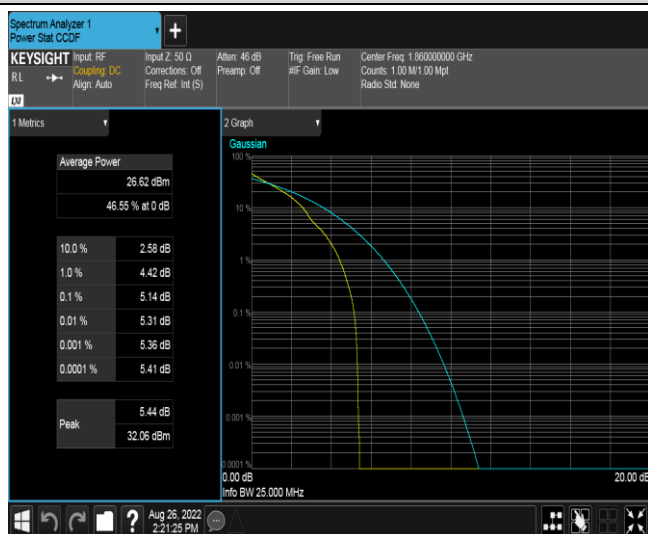 Spectrum Analyzer 1
Power Stat CCDF
+
KEYSIGHT
RL
LXI
Input: RF
Coupling: DC
Align: Auto
Input Z: 50 Ω
Corrections: Off
Freq Ref: Int (S)
Atten: 46 dB
Preamp: Off
Trig: Free Run
#IF Gain: Low
Center Freq: 1.860000000 GHz
Counts: 1.00 M/1.00 Mpt
Radio Std: None
1 Metrics
Average Power
26.62 dBm
46.55 % at 0 dB
10.0 % 2.58 dB
1.0 % 4.42 dB
0.1 % 5.14 dB
0.01 % 5.31 dB
0.001 % 5.36 dB
0.0001 % 5.41 dB
Peak
5.44 dB
32.06 dBm
2 Graph
Gaussian
100 %
10 %
1 %
0.1 %
0.01 %
0.001 %
0.0001 %
0.00 dB
20.00 dB
Info BW 25.000 MHz
?
Aug 26, 2022
2:21:25 PM